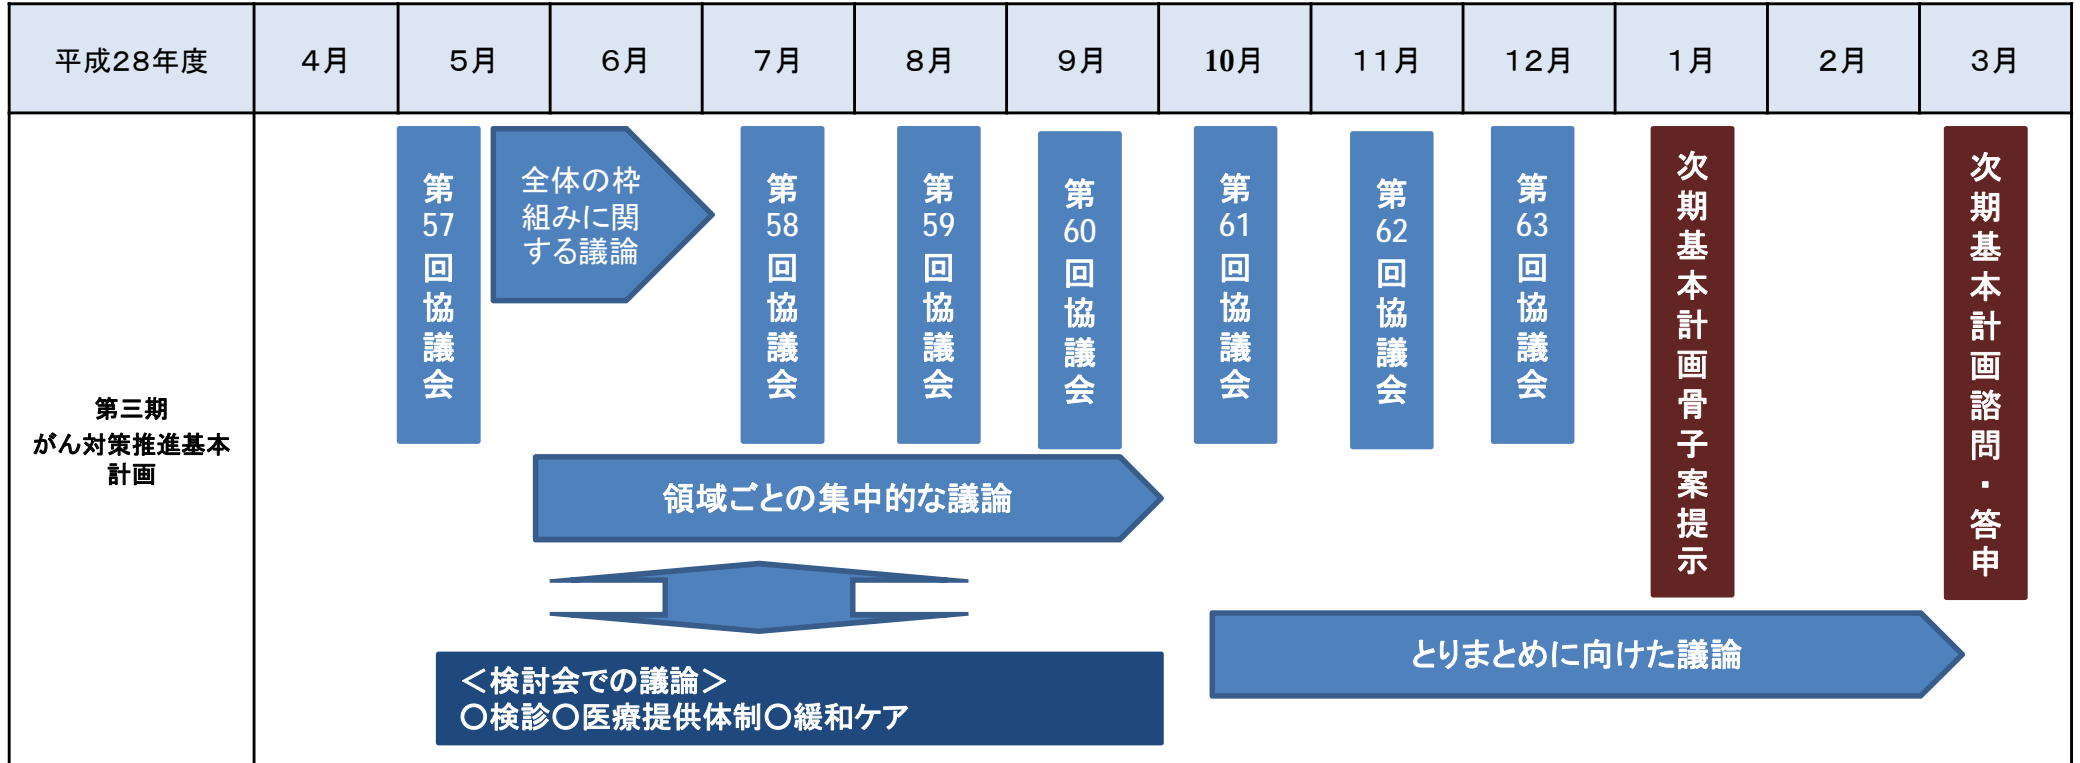 平成28年度
4月
5月
6月
7月
8月
9月
10月
11月
12月
1月
2月
3月
第三期
がん対策推進基本
計画
第57回協議会
全体の枠
組みに関
する議論
第58回協議会
第59回協議会
第60回協議会
第61回協議会
第62回協議会
第63回協議会
次期基本計画骨子案提示
次期基本計画諮問・答申
領域ごとの集中的な議論
とりまとめに向けた議論
＜検討会での議論＞
○検診○医療提供体制○緩和ケア